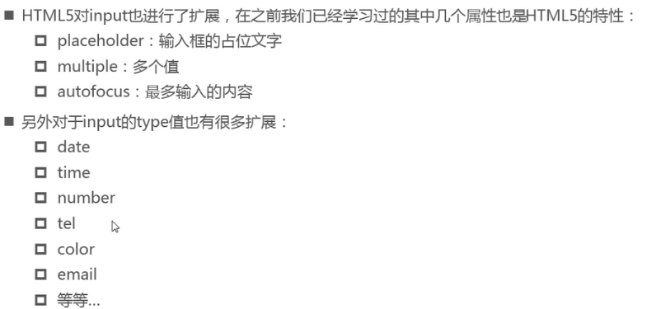 HTML5对input也进行了扩展，在之前我们已经学习过的其中几个属性也是HTML5的特性：
placeholder：输入框的占位文字
multiple：多个值
autofocus：最多输入的内容
另外对于input的type值也有很多扩展：
date
time
number
tel
color
email
等等...